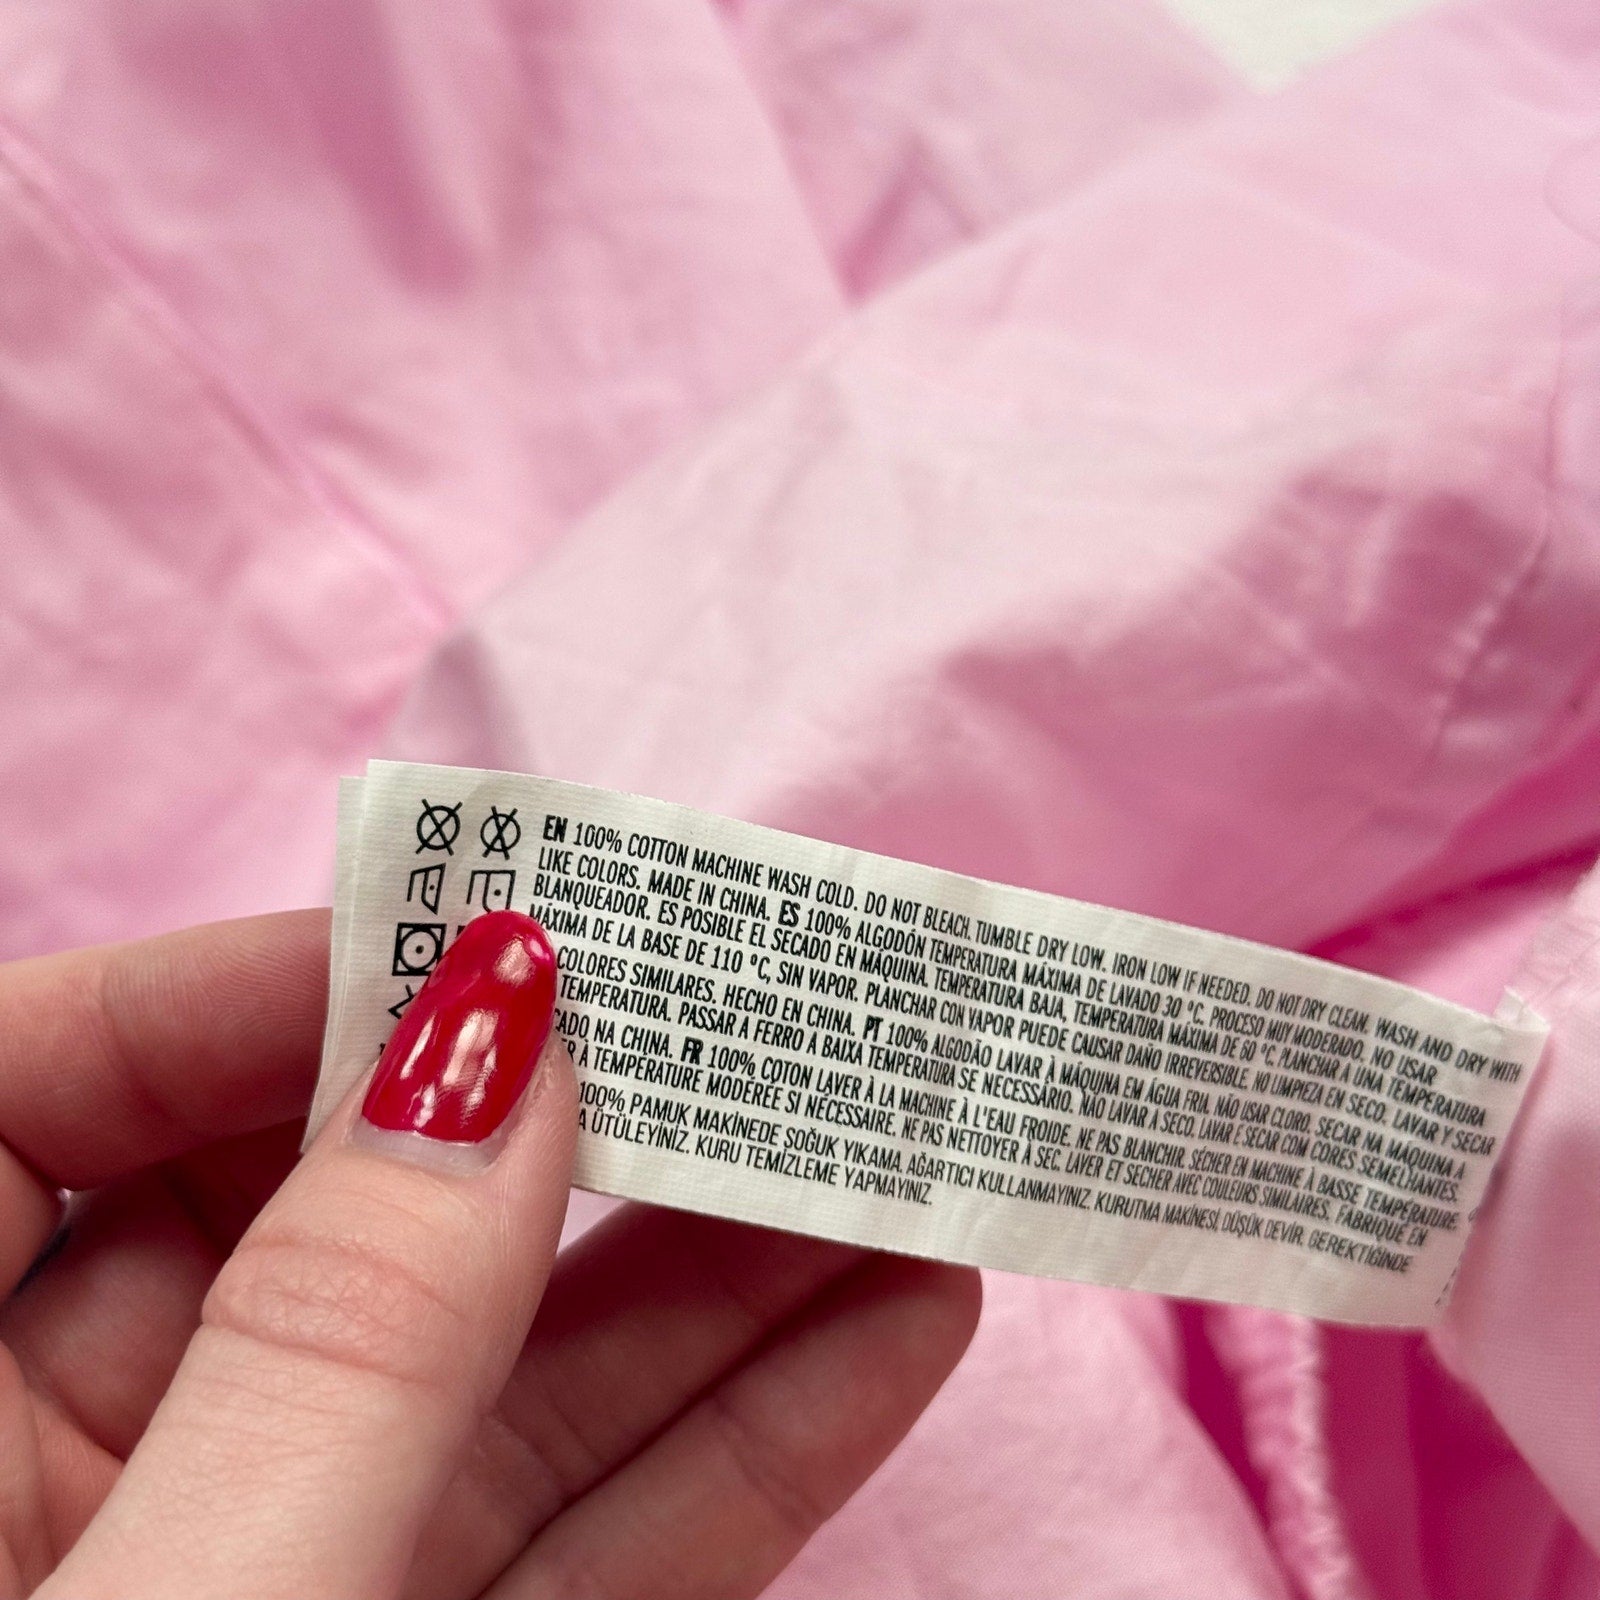 EN 100% COTTON MACHINE WASH COLD. DO NOT BLEACH. TUMBLE DRY LOW. IRON LOW IF NEEDED. DO NOT DRY CLEAN. WASH AND DRY WITH
LIKE COLORS. MADE IN CHINA. ES 100% ALGODÓN TEMPERATURA MÁXIMA DE LAVADO 30 °C. PROCESO MUY MODERADO. NO USAR
BLANQUEADOR. ES POSIBLE EL SECADO EN MÁQUINA. TEMPERATURA BAJA, TEMPERATURA MÁXIMA DE 60 °C. PLANCHAR A UNA TEMPERATURA
MÁXIMA DE LA BASE DE 110 °C, SIN VAPOR. PLANCHAR CON VAPOR PUEDE CAUSAR DAÑO IRREVERSIBLE. NO LIMPIEZA EN SECO. LAVAR Y SECAR
COLORES SIMILARES. HECHO EN CHINA. PT 100% ALGODÃO LAVAR À MÁQUINA EM ÁGUA FRIA. NÃO USAR CLORO. SECAR NA MÁQUINA A
TEMPERATURA. PASSAR A FERRO A BAIXA TEMPERATURA SE NECESSÁRIO. NÃO LAVAR A SECO. LAVAR E SECAR COM CORES SEMELHANTES.
NA CHINA. FR 100% COTON LAVER À LA MACHINE À L'EAU FROIDE. NE PAS BLANCHIR. SÉCHER EN MACHINE À BASSE TEMPÉRATURE.
À TEMPÉRATURE MODÉRÉE SI NÉCESSAIRE. NE PAS NETTOYER À SEC. LAVER ET SÉCHER AVEC COULEURS SIMILAIRES. FABRIQUÉ EN
100% PAMUK MAKİNEDE SOĞUK YIKAMA. AĞARTICI KULLANMAYINIZ. KURUTMA MAKİNESİ, DÜŞÜK DEVİR. GEREKTİĞİNDE
ÜTÜLEYİNİZ. KURU TEMİZLEME YAPMAYINIZ.